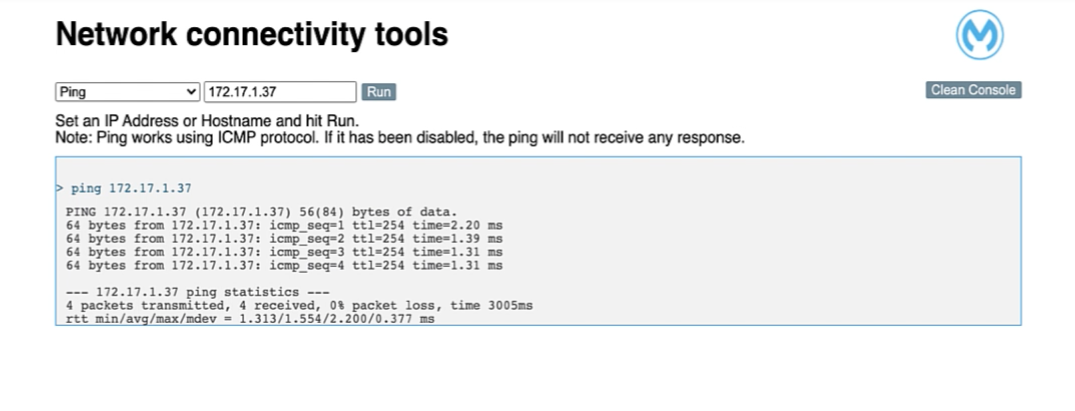 Network connectivity tools
Ping 172.17.1.37 Run Clean Console
Set an IP Address or Hostname and hit Run.
Note: Ping works using ICMP protocol. If it has been disabled, the ping will not receive any response.
> ping 172.17.1.37
PING 172.17.1.37 (172.17.1.37) 56(84) bytes of data.
64 bytes from 172.17.1.37: icmp_seq=1 ttl=254 time=2.20 ms
64 bytes from 172.17.1.37: icmp_seq=2 ttl=254 time=1.39 ms
64 bytes from 172.17.1.37: icmp_seq=3 ttl=254 time=1.31 ms
64 bytes from 172.17.1.37: icmp_seq=4 ttl=254 time=1.31 ms
--- 172.17.1.37 ping statistics ---
4 packets transmitted, 4 received, 0% packet loss, time 3005ms
rtt min/avg/max/mdev = 1.313/1.554/2.200/0.377 ms